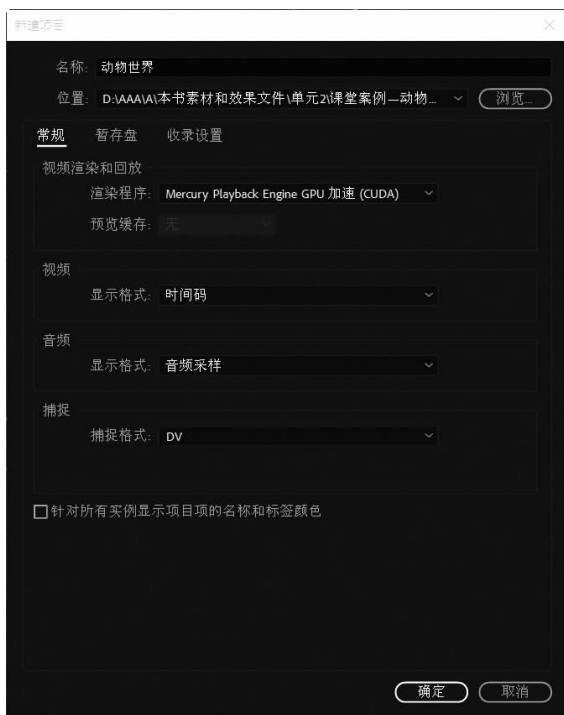 新建项目
名称: 动物世界
位置: D:\AAA\A\本书素材和效果文件\单元2\课堂案例—动物... 浏览...
常规 暂存盘 收录设置
视频渲染和回放
渲染程序: Mercury Playback Engine GPU 加速 (CUDA)
预览缓存: 无
视频
显示格式: 时间码
音频
显示格式: 音频采样
捕捉
捕捉格式: DV
针对所有实例显示项目项的名称和标签颜色
确定 取消